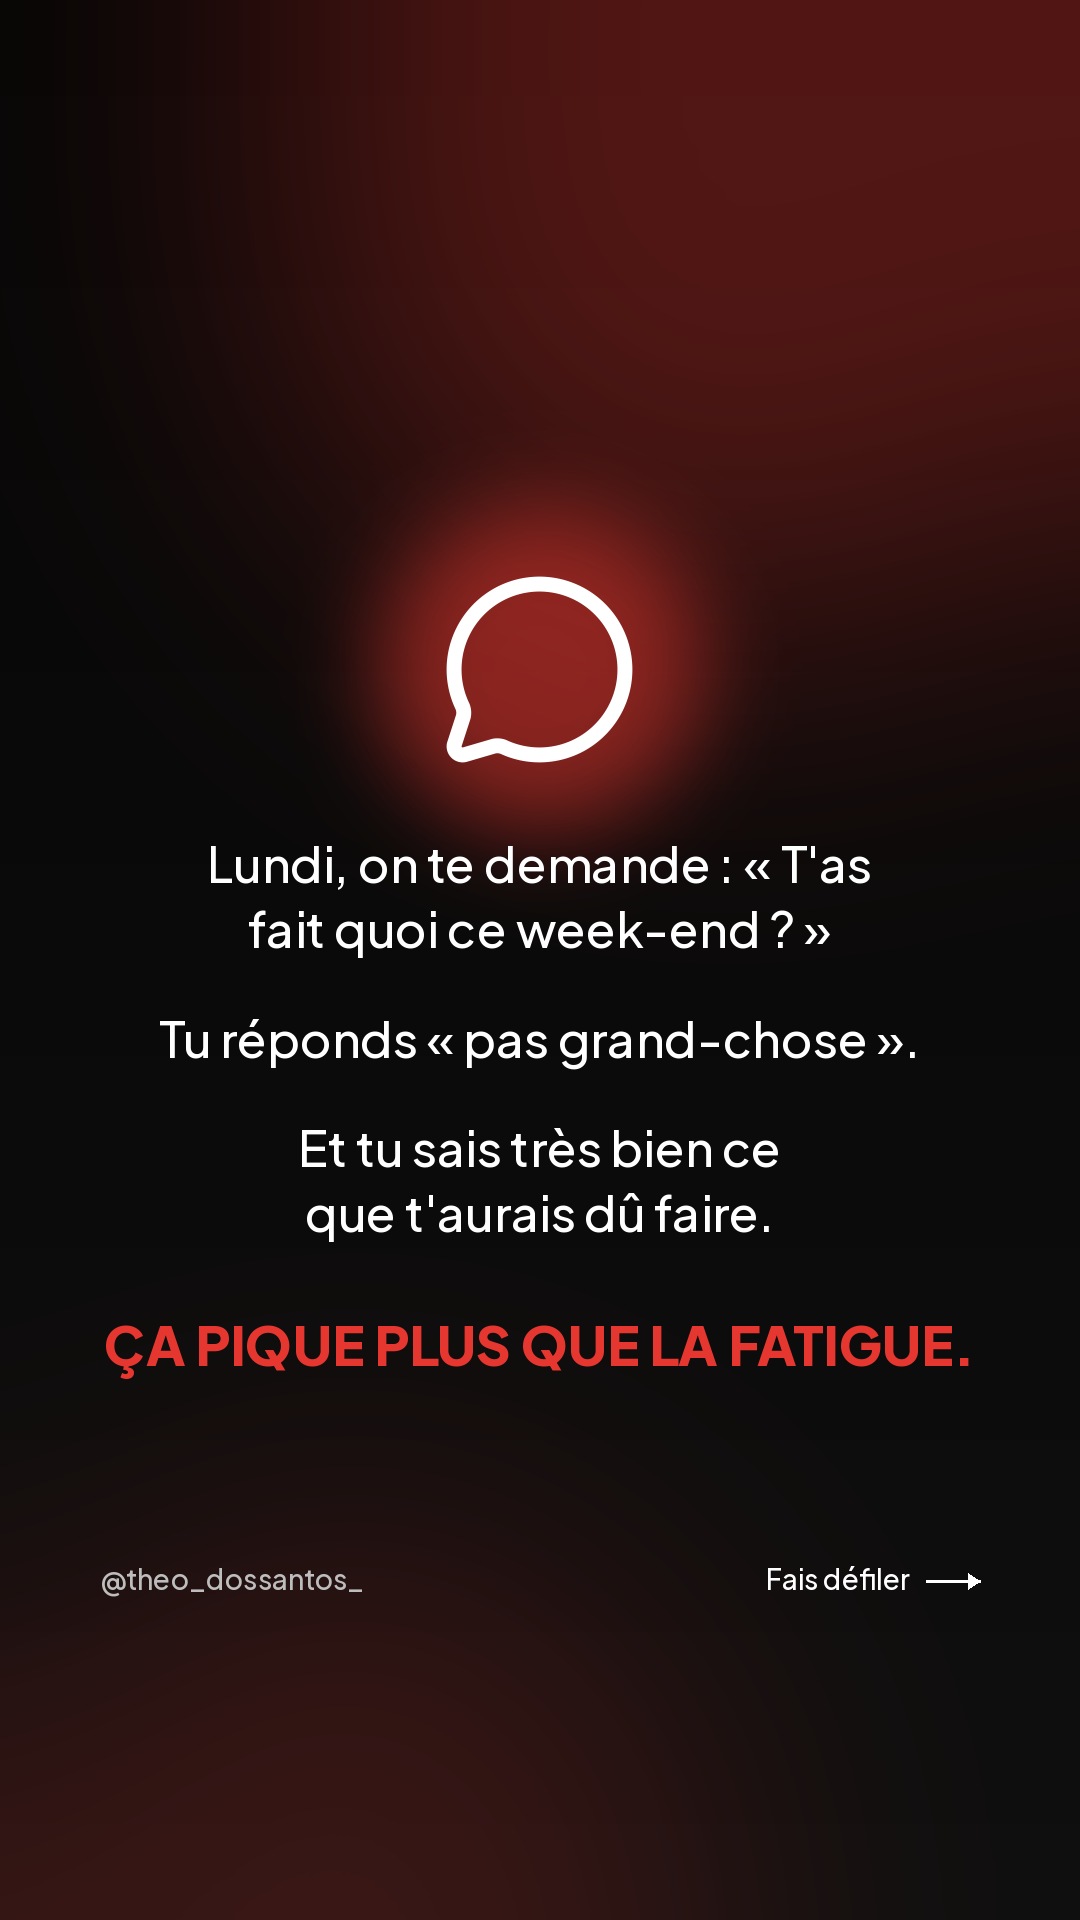 Lundi, on te demande : « T'as
fait quoi ce week-end ? »
Tu réponds « pas grand-chose ».
Et tu sais très bien ce
que t'aurais dû faire.
ÇA PIQUE PLUS QUE LA FATIGUE.
@theo_dossantos_
Fais défiler